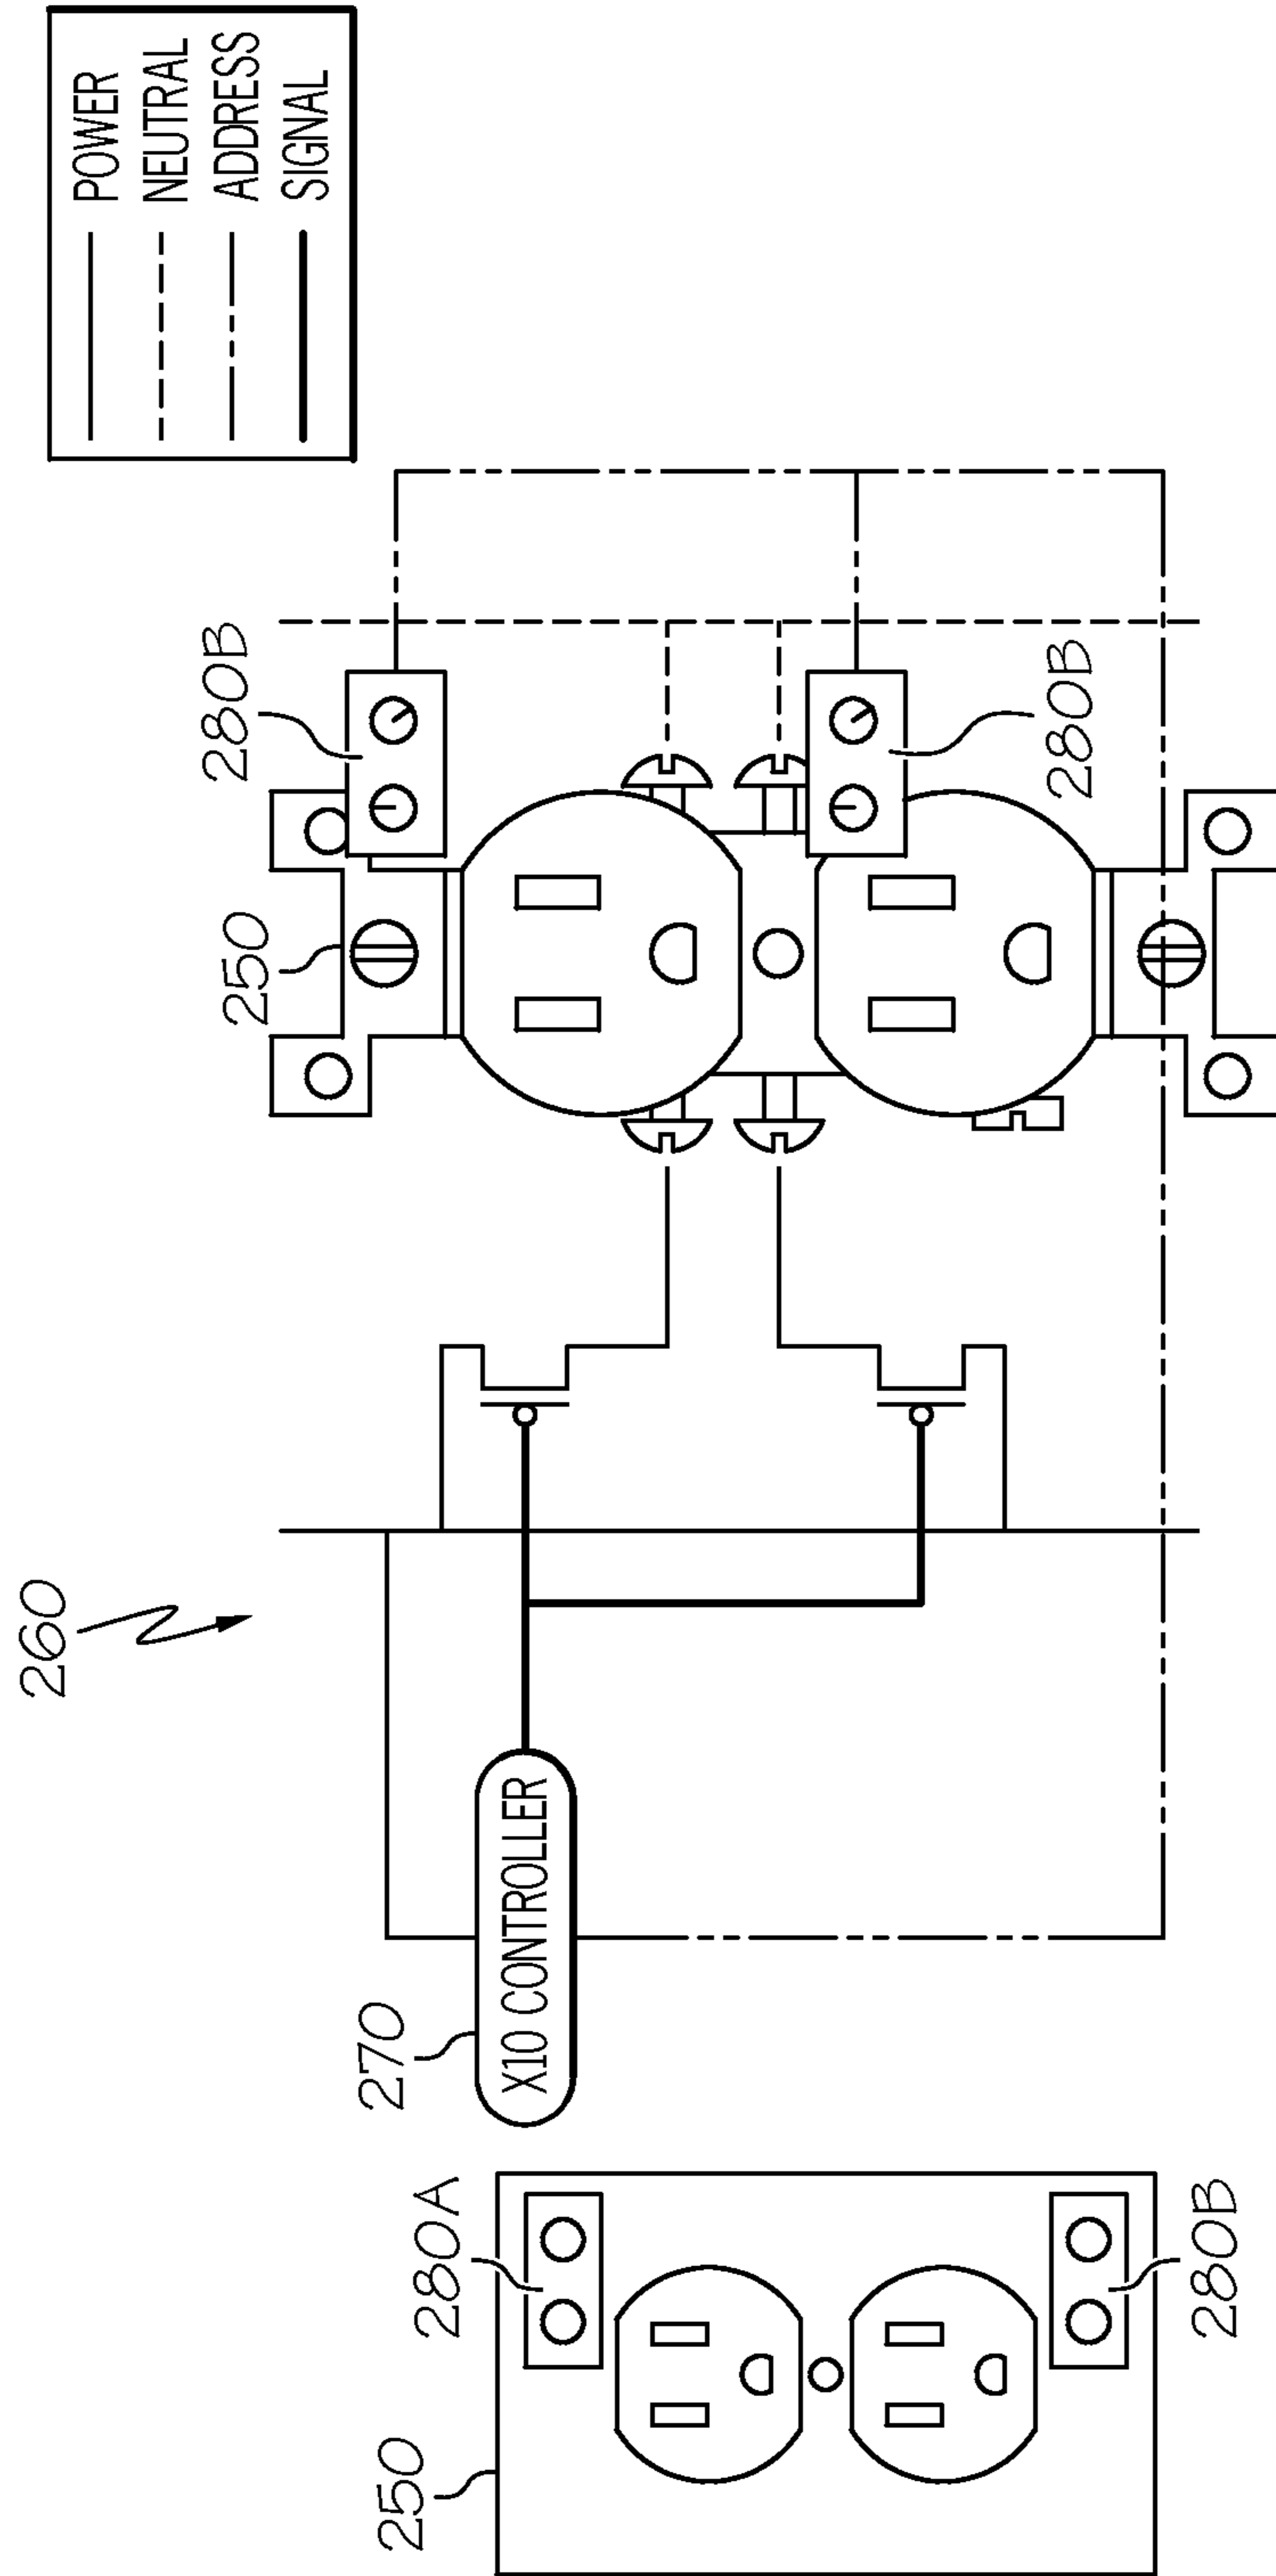 POWER
NEUTRAL
ADDRESS
SIGNAL
260
250
280B
280B
270
X10 CONTROLLER
250
280A
280B